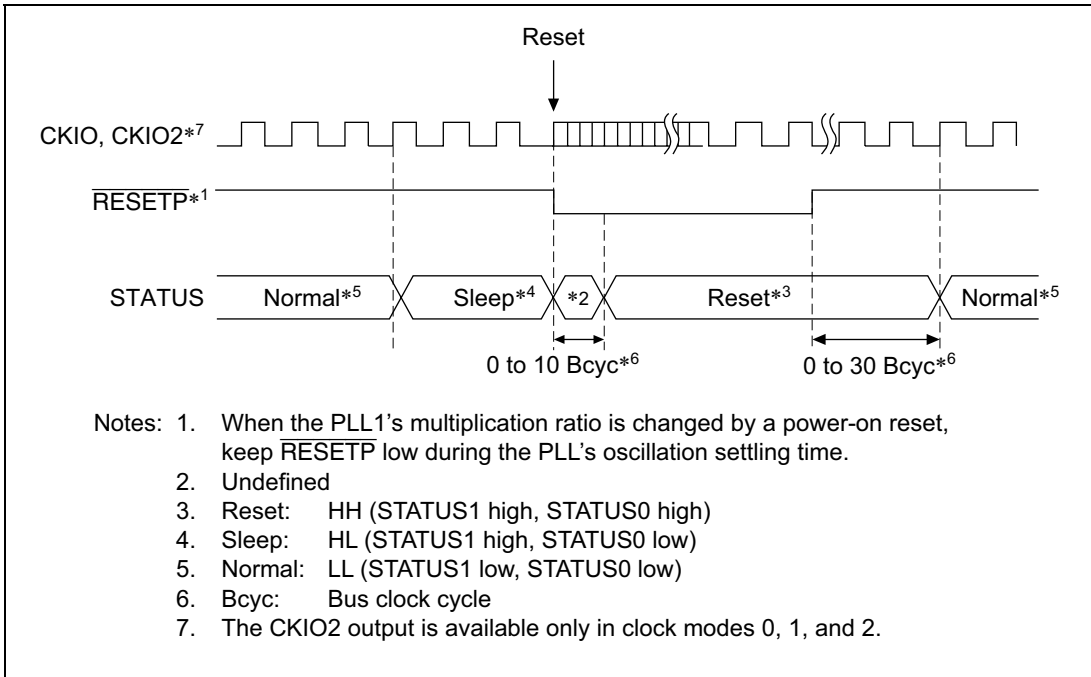 Reset
CKIO, CKIO2*7
RESETP*1
STATUS
Normal*5
Sleep*4
*2
Reset*3
Normal*5
0 to 10 Bcyc*6
0 to 30 Bcyc*6
Notes: 1. When the PLL1's multiplication ratio is changed by a power-on reset,
keep RESETP low during the PLL's oscillation settling time.
2. Undefined
3. Reset: HH (STATUS1 high, STATUS0 high)
4. Sleep: HL (STATUS1 high, STATUS0 low)
5. Normal: LL (STATUS1 low, STATUS0 low)
6. Bcyc: Bus clock cycle
7. The CKIO2 output is available only in clock modes 0, 1, and 2.